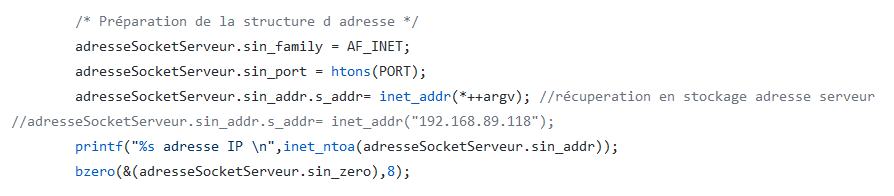 /* Préparation de la structure d adresse */
adresseSocketServeur.sin_family = AF_INET;
adresseSocketServeur.sin_port = htons(PORT);
adresseSocketServeur.sin_addr.s_addr= inet_addr(*++argv); //récuperation en stockage adresse serveur
//adresseSocketServeur.sin_addr.s_addr= inet_addr("192.168.89.118");
printf("%s adresse IP \n",inet_ntoa(adresseSocketServeur.sin_addr));
bzero(&(adresseSocketServeur.sin_zero),8);